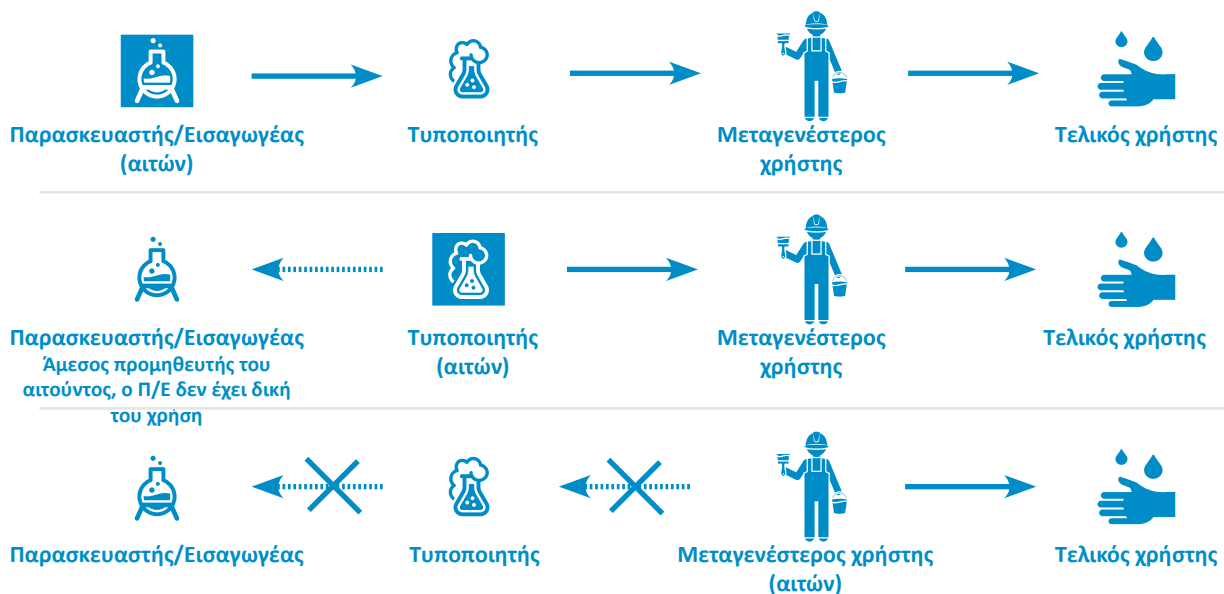 Παρασκευαστής/Εισαγωγέας
(αιτών)
Τυποποιητής
Μεταγενέστερος
χρήστης
Τελικός χρήστης
Παρασκευαστής/Εισαγωγέας
Άμεσος προμηθευτής του
αιτούντος, ο Π/Ε δεν έχει δική
του χρήση
Τυποποιητής
(αιτών)
Μεταγενέστερος
χρήστης
Τελικός χρήστης
Παρασκευαστής/Εισαγωγέας
Τυποποιητής
Μεταγενέστερος χρήστης
(αιτών)
Τελικός χρήστης